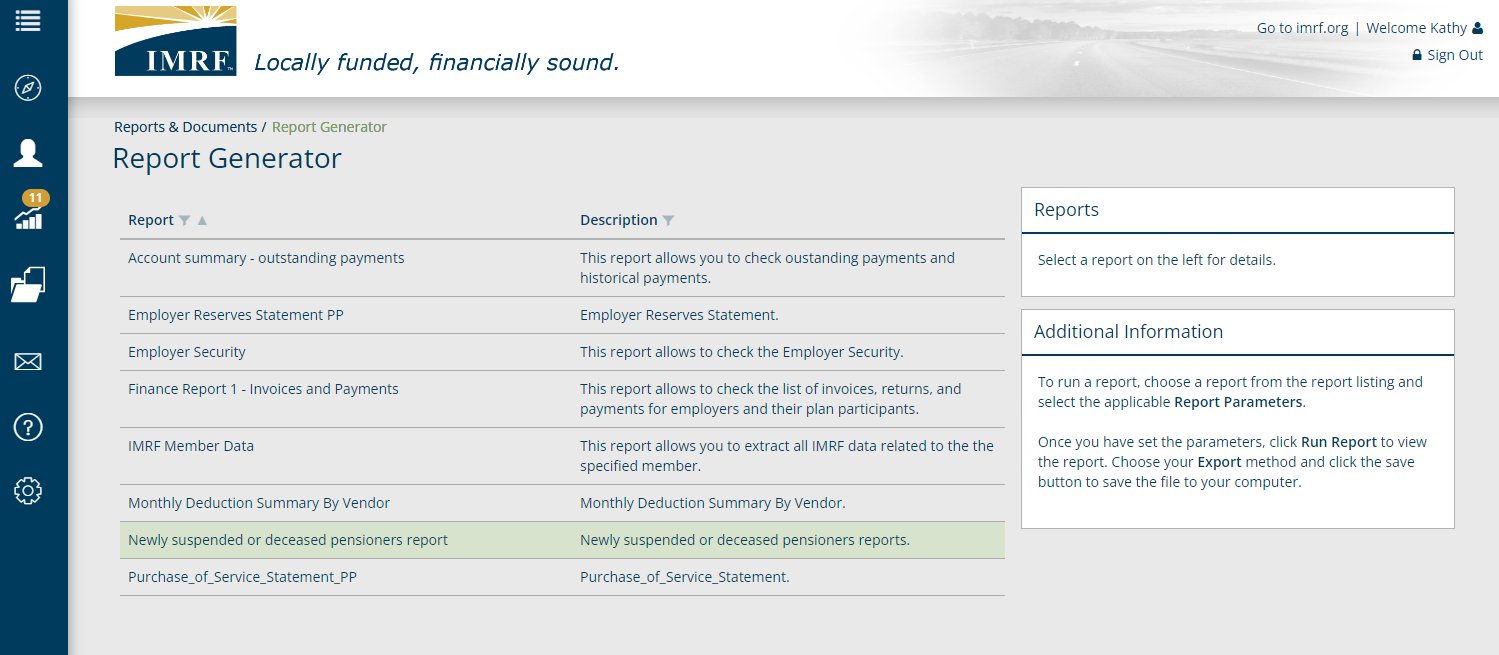 IMRF™
Locally funded, financially sound.
Go to imrf.org | Welcome Kathy
Sign Out
11
Reports & Documents / Report Generator
Report Generator
Report
Description
Account summary - outstanding payments
This report allows you to check oustanding payments and
historical payments.
Employer Reserves Statement PP
Employer Reserves Statement.
Employer Security
This report allows to check the Employer Security.
Finance Report 1 - Invoices and Payments
This report allows to check the list of invoices, returns, and
payments for employers and their plan participants.
IMRF Member Data
This report allows you to extract all IMRF data related to the the
specified member.
Monthly Deduction Summary By Vendor
Monthly Deduction Summary By Vendor.
Newly suspended or deceased pensioners report
Newly suspended or deceased pensioners reports.
Purchase_of_Service_Statement_PP
Purchase_of_Service_Statement.
Reports
Select a report on the left for details.
Additional Information
To run a report, choose a report from the report listing and
select the applicable Report Parameters.
Once you have set the parameters, click Run Report to view
the report. Choose your Export method and click the save
button to save the file to your computer.
?